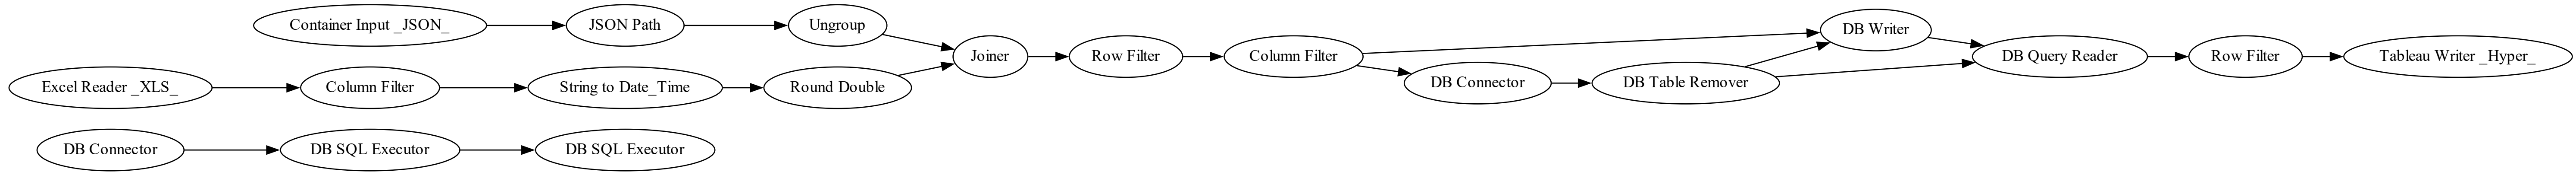 Container Input _JSON_
JSON Path
Ungroup
Excel Reader _XLS_
Column Filter
String to Date_Time
Round Double
Joiner
Row Filter
Column Filter
DB Writer
DB Connector
DB Table Remover
DB Query Reader
Row Filter
Tableau Writer _Hyper_
DB Connector
DB SQL Executor
DB SQL Executor